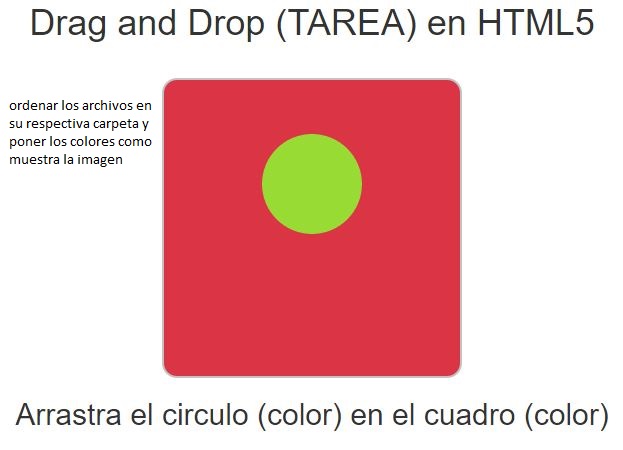 Drag and Drop (TAREA) en HTML5
ordenar los archivos en
su respectiva carpeta y
poner los colores como
muestra la imagen
Arrastra el circulo (color) en el cuadro (color)